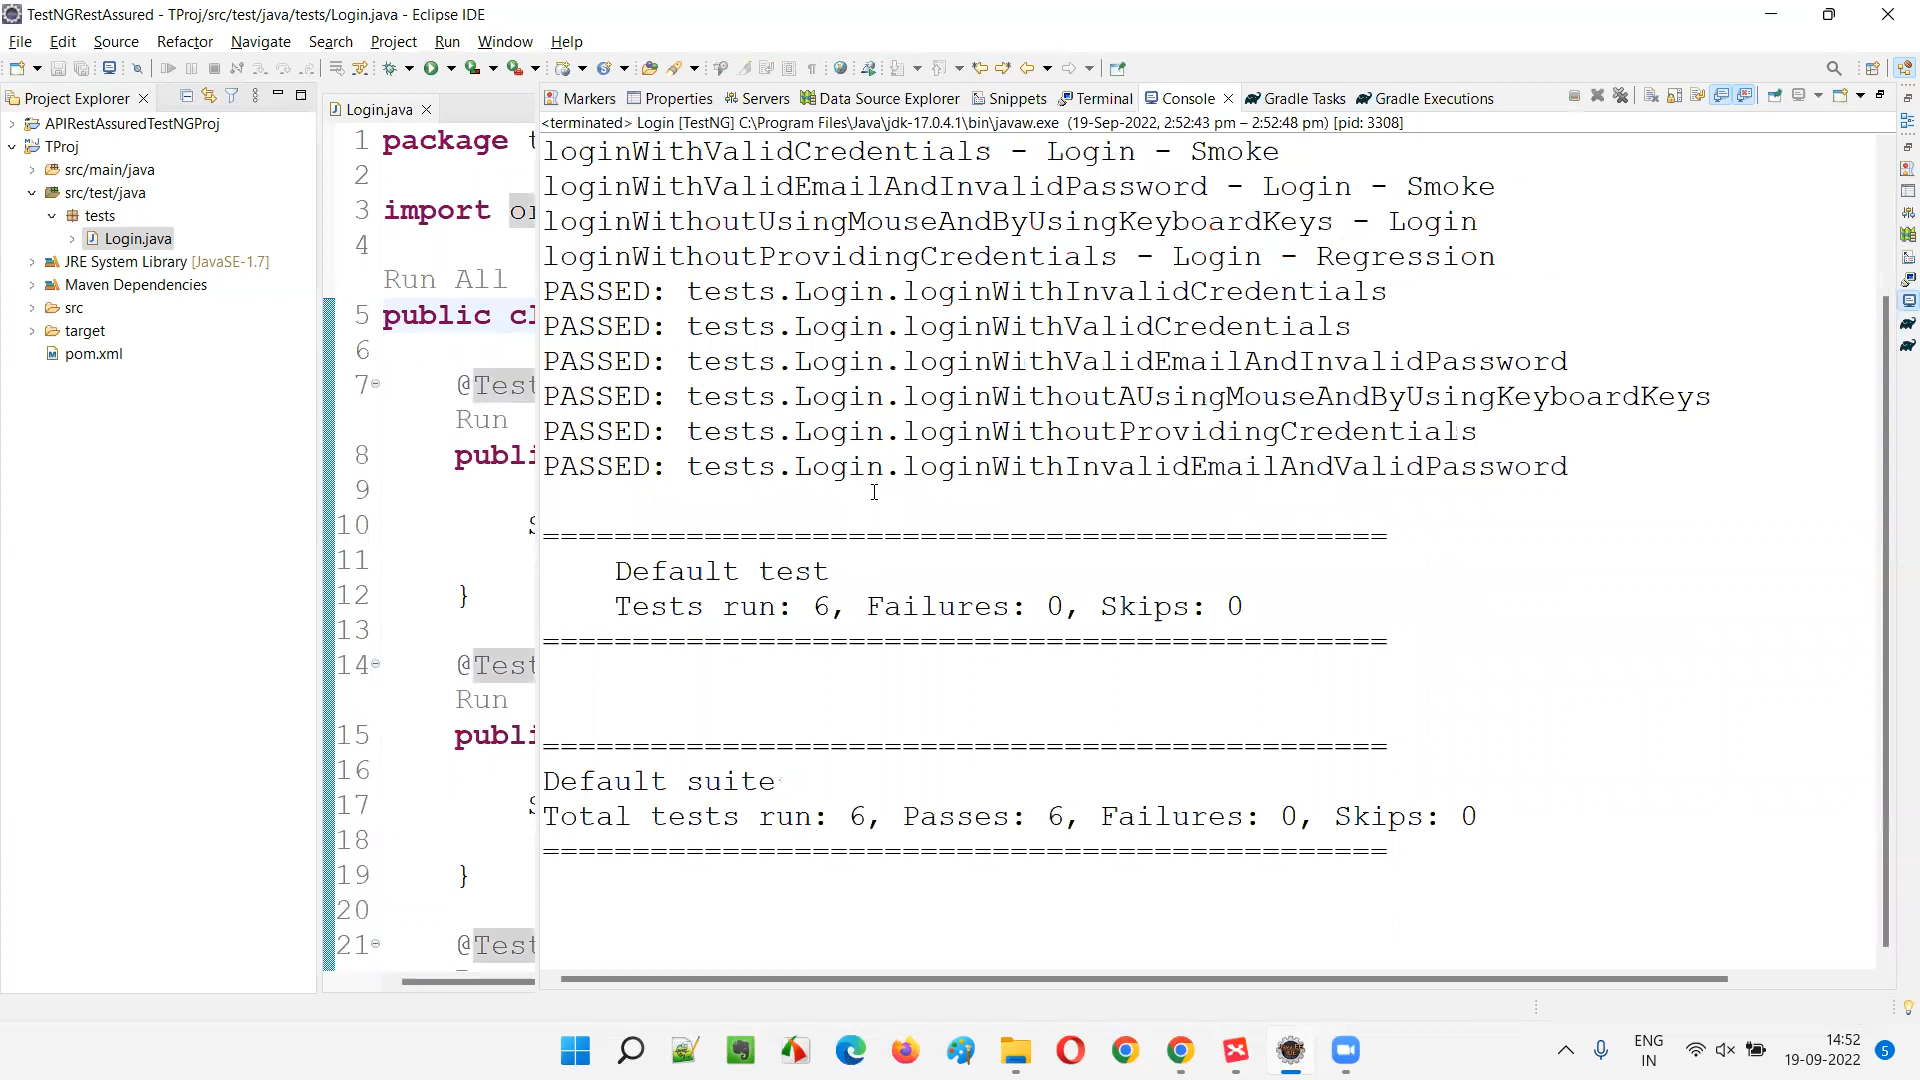 TestNGRestAssured - TProj/src/test/java/tests/Login.java - Eclipse IDE
File Edit Source Refactor Navigate Search Project Run Window Help
Project Explorer
APIRestAssuredTestNGProj
TProj
src/main/java
src/test/java
tests
Login.java
JRE System Library [JavaSE-1.7]
Maven Dependencies
src
target
pom.xml
Login.java
1 package
2
3 import
4
Run All
5 public
6
7 @Test
Run
8
9
10
11
12 }
13
14 @Test
Run
15
16
17
18
19 }
20
21 @Test
Markers Properties Servers Data Source Explorer Snippets Terminal Console Gradle Tasks Gradle Executions
<terminated> Login [TestNG] C:\Program Files\Java\jdk-17.0.4.1\bin\javaw.exe (19-Sep-2022, 2:52:43 pm – 2:52:48 pm) [pid: 3308]
loginWithValidCredentials - Login - Smoke
loginWithValidEmailAndInvalidPassword - Login - Smoke
loginWithoutUsingMouseAndByUsingKeyboardKeys - Login
loginWithoutProvidingCredentials - Login - Regression
PASSED: tests.Login.loginWithInvalidCredentials
PASSED: tests.Login.loginWithValidCredentials
PASSED: tests.Login.loginWithValidEmailAndInvalidPassword
PASSED: tests.Login.loginWithoutAUsingMouseAndByUsingKeyboardKeys
PASSED: tests.Login.loginWithoutProvidingCredentials
PASSED: tests.Login.loginWithInvalidEmailAndValidPassword
===============================================
Default test
Tests run: 6, Failures: 0, Skips: 0
===============================================
===============================================
Default suite
Total tests run: 6, Passes: 6, Failures: 0, Skips: 0
===============================================
ENG
IN
14:52
19-09-2022
5